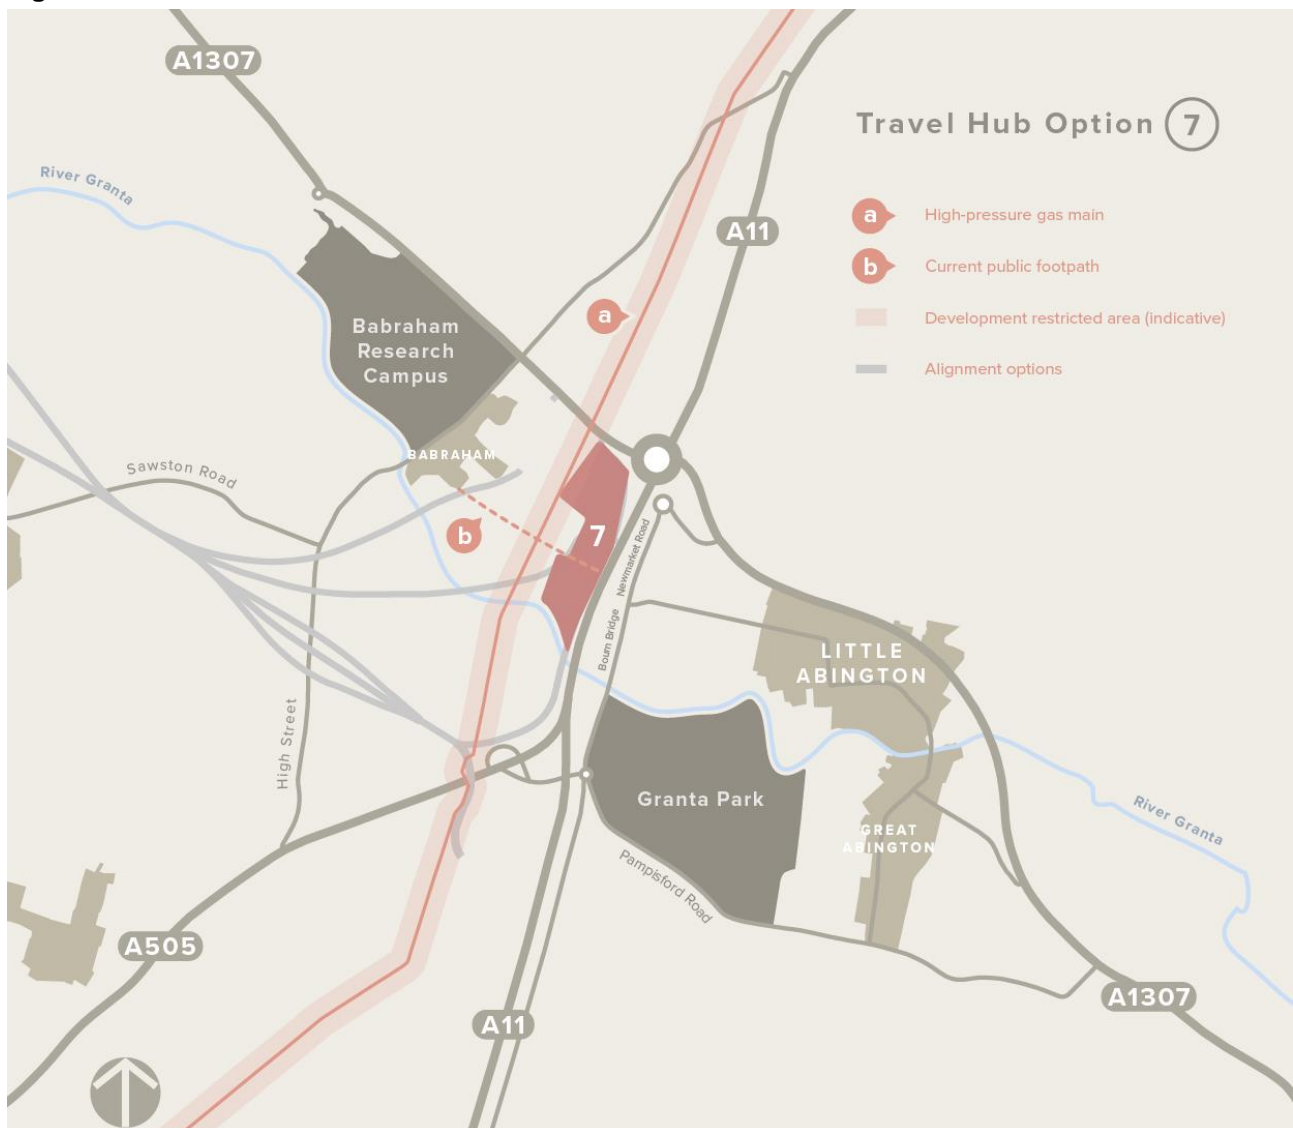 A1307
River Granta
Travel Hub Option 7
a High-pressure gas main
b Current public footpath
Development restricted area (indicative)
Alignment options
A11
a
Babraham
Research
Campus
BABRAHAM
Sawston Road
b
7
Newmarket Road
Bourn Bridge
LITTLE
ABINGTON
High Street
Granta Park
GREAT
ABINGTON
River Granta
Pampisford Road
A505
A11
A1307